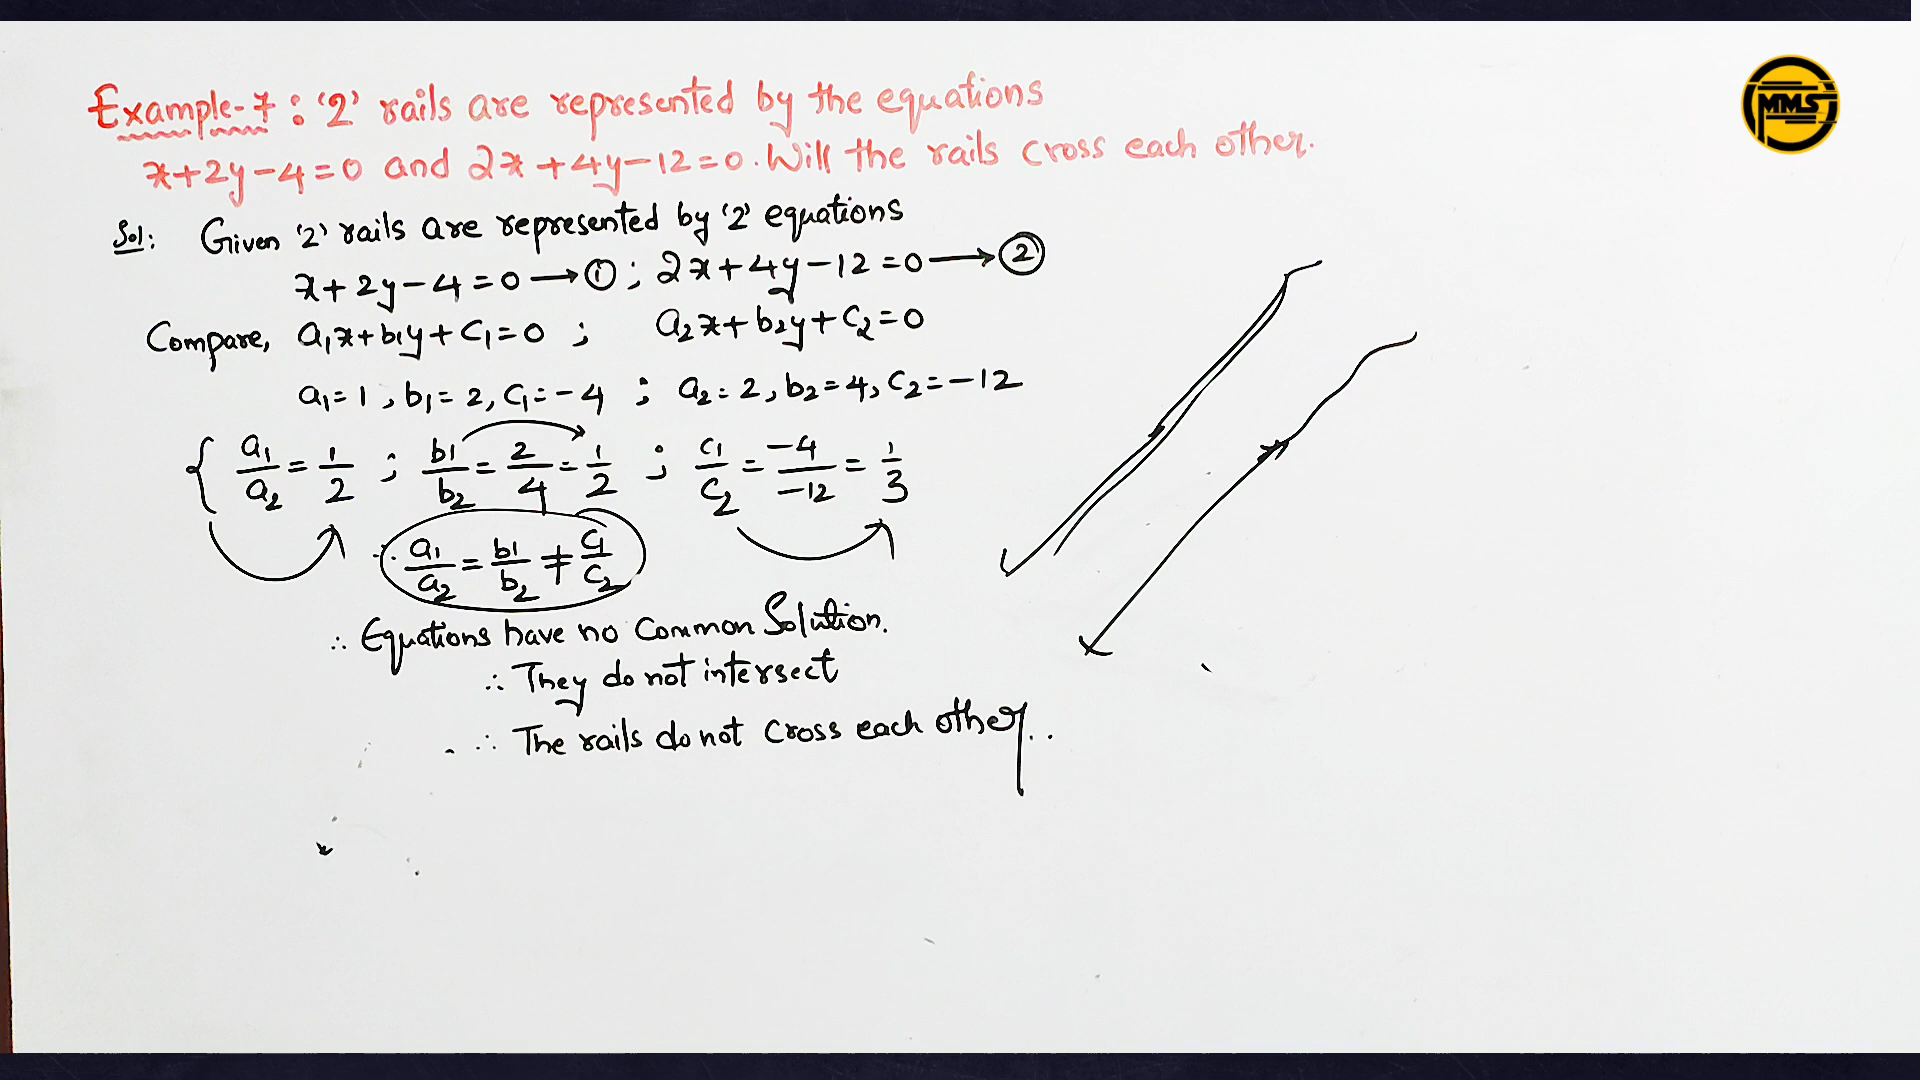 Example-7: '2' rails are represented by the equations
x+2y-4=0 and 2x+4y-12=0. Will the rails cross each other.
Sol: Given '2' rails are represented by '2' equations
x+2y-4=0 → ①; 2x+4y-12=0 → ②
Compare, a₁x+b₁y+c₁=0 ; a₂x+b₂y+c₂=0
a₁=1, b₁=2, c₁=-4 ; a₂=2, b₂=4, c₂=-12
{ a₁/a₂ = 1/2 ; b₁/b₂ = 2/4 = 1/2 ; c₁/c₂ = -4/-12 = 1/3
∴ a₁/a₂ = b₁/b₂ ≠ c₁/c₂
∴ Equations have no Common Solution.
∴ They do not intersect
∴ The rails do not cross each other..
MMS